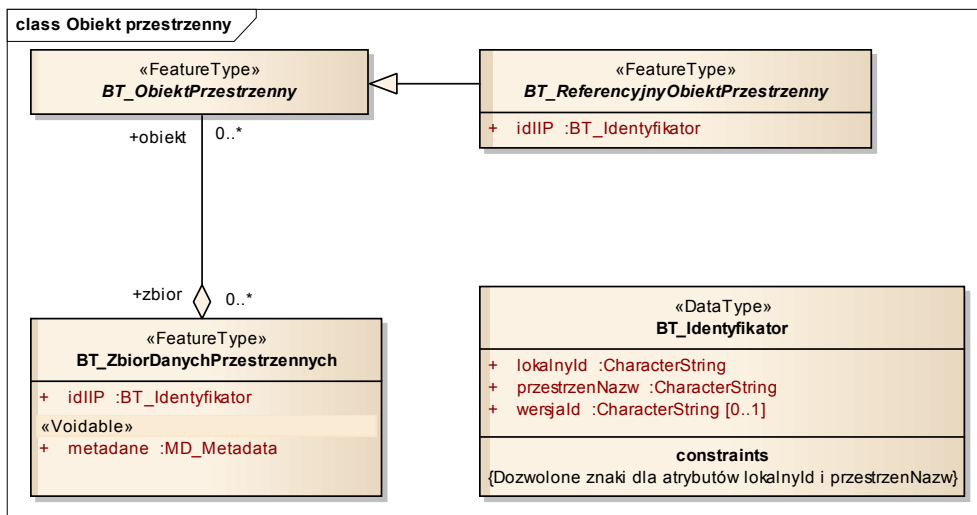 class Obiekt przestrzenny
«FeatureType»
BT_ObiektPrzestrzenny
«FeatureType»
BT_ReferencyjnyObiektPrzestrzenny
+ idIIP :BT_Identyfikator
+obiekt 0..*
+zbior 0..*
«FeatureType»
BT_ZbiorDanychPrzestrzennych
+ idIIP :BT_Identyfikator
«Voidable»
+ metadane :MD_Metadata
«DataType»
BT_Identyfikator
+ lokalnyId :CharacterString
+ przestrzenNazw :CharacterString
+ wersjaId :CharacterString [0..1]
constraints
{Dozwolone znaki dla atrybutów lokalnyId i przestrzenNazw}